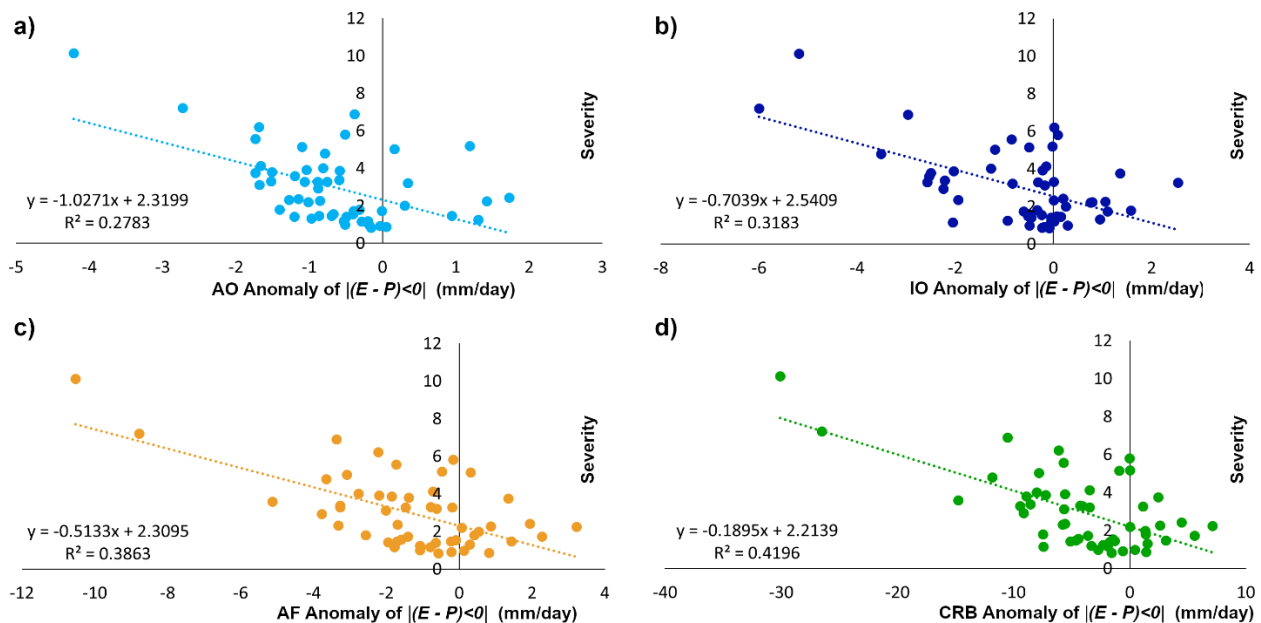 a)
12
10
8
6
4
2
0
Severity
y = -1.0271x + 2.3199
R² = 0.2783
-5 -4 -3 -2 -1 0 1 2 3
AO Anomaly of |(E - P)<0| (mm/day)
b)
12
10
8
6
4
2
0
Severity
y = -0.7039x + 2.5409
R² = 0.3183
-8 -6 -4 -2 0 2 4
IO Anomaly of |(E - P)<0| (mm/day)
c)
12
10
8
6
4
2
0
Severity
y = -0.5133x + 2.3095
R² = 0.3863
-12 -10 -8 -6 -4 -2 0 2 4
AF Anomaly of |(E - P)<0| (mm/day)
d)
12
10
8
6
4
2
0
Severity
y = -0.1895x + 2.2139
R² = 0.4196
-40 -30 -20 -10 0 10
CRB Anomaly of |(E - P)<0| (mm/day)